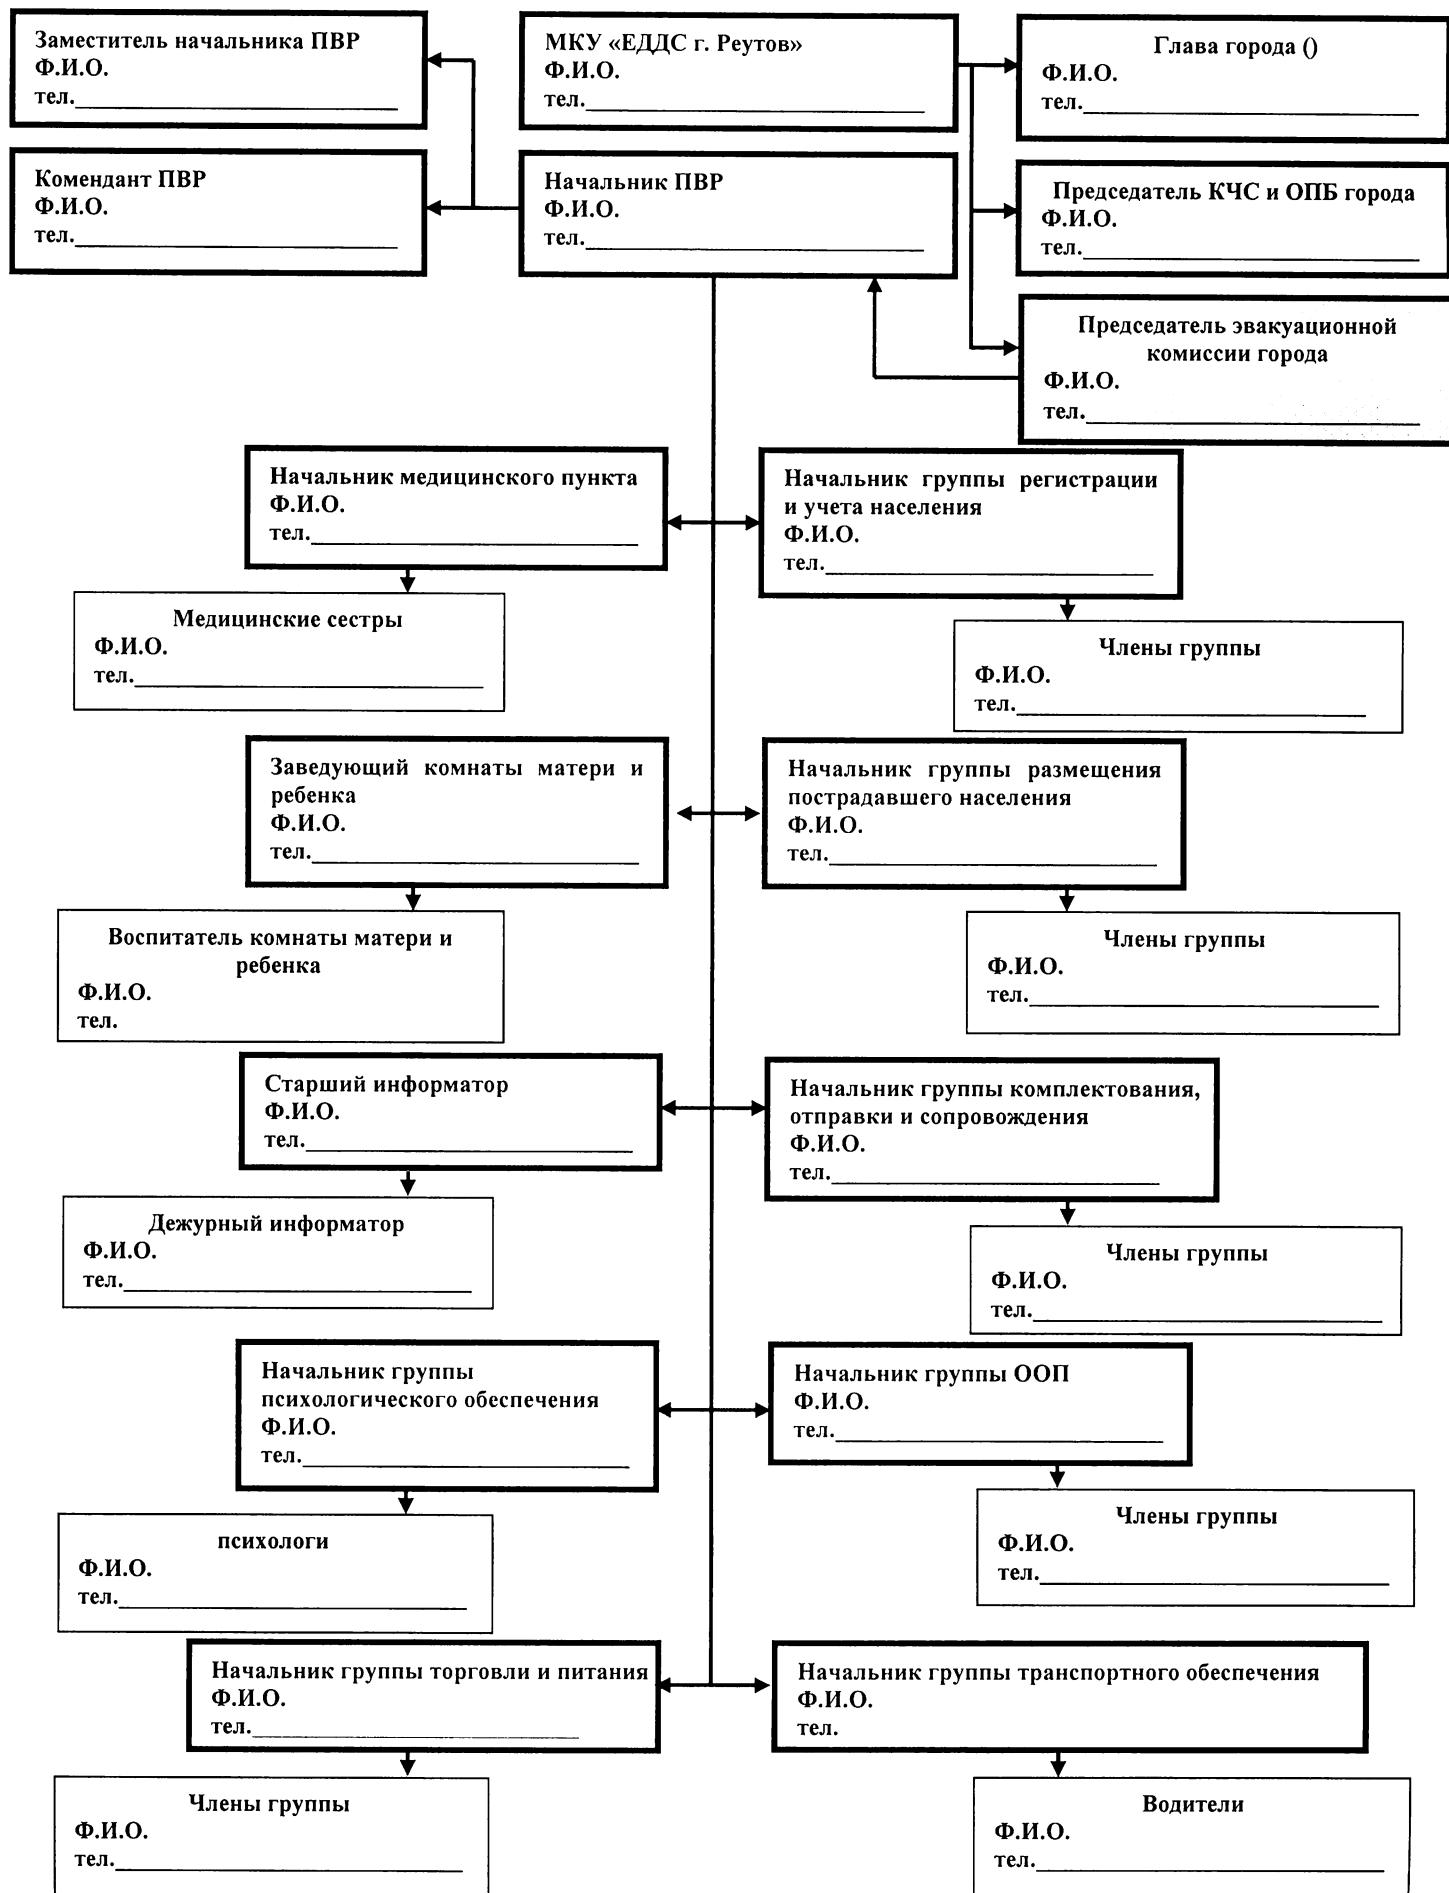 Заместитель начальника ПВР
Ф.И.О.
тел.
МКУ «ЕДДС г. Реутов»
Ф.И.О.
тел.
Глава города ()
Ф.И.О.
тел.
Комендант ПВР
Ф.И.О.
тел.
Начальник ПВР
Ф.И.О.
тел.
Председатель КЧС и ОПБ города
Ф.И.О.
тел.
Председатель эвакуационной
комиссии города
Ф.И.О.
тел.
Начальник медицинского пункта
Ф.И.О.
тел.
Начальник группы регистрации
и учета населения
Ф.И.О.
тел.
Медицинские сестры
Ф.И.О.
тел.
Члены группы
Ф.И.О.
тел.
Заведующий комнаты матери и
ребенка
Ф.И.О.
тел.
Начальник группы размещения
пострадавшего населения
Ф.И.О.
тел.
Воспитатель комнаты матери и
ребенка
Ф.И.О.
тел.
Члены группы
Ф.И.О.
тел.
Старший информатор
Ф.И.О.
тел.
Начальник группы комплектования,
отправки и сопровождения
Ф.И.О.
тел.
Дежурный информатор
Ф.И.О.
тел.
Члены группы
Ф.И.О.
тел.
Начальник группы
психологического обеспечения
Ф.И.О.
тел.
Начальник группы ООП
Ф.И.О.
тел.
психологи
Ф.И.О.
тел.
Члены группы
Ф.И.О.
тел.
Начальник группы торговли и питания
Ф.И.О.
тел.
Начальник группы транспортного обеспечения
Ф.И.О.
тел.
Члены группы
Ф.И.О.
тел.
Водители
Ф.И.О.
тел.